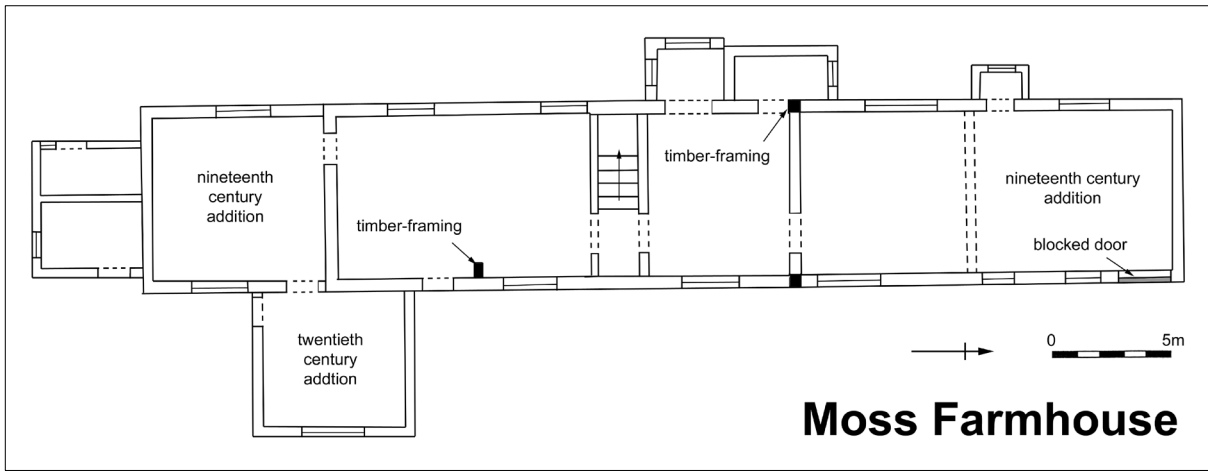 timber-framing
nineteenth
century
addition
nineteenth century
addition
timber-framing
blocked door
twentieth
century
addtion
0 5m
Moss Farmhouse